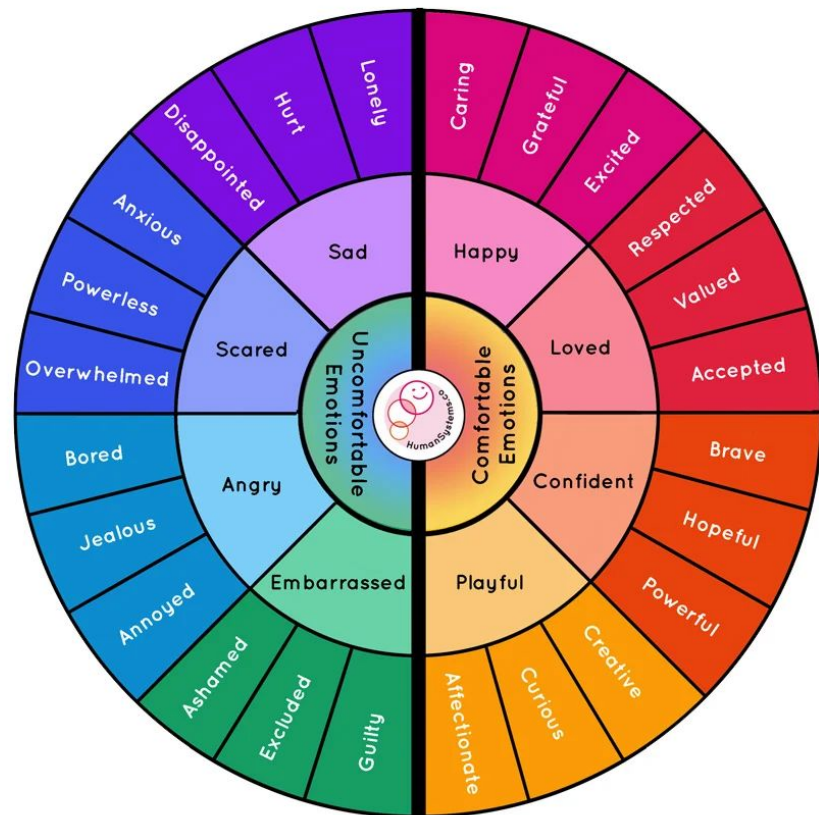 Lonely
Hurt
Disappointed
Anxious
Powerless
Overwhelmed
Bored
Jealous
Annoyed
Ashamed
Excluded
Guilty
Sad
Scared
Angry
Embarrassed
Uncomfortable
Emotions
HumanSystems.co
Comfortable
Emotions
Happy
Loved
Confident
Playful
Caring
Grateful
Excited
Respected
Valued
Accepted
Brave
Hopeful
Powerful
Creative
Curious
Affectionate